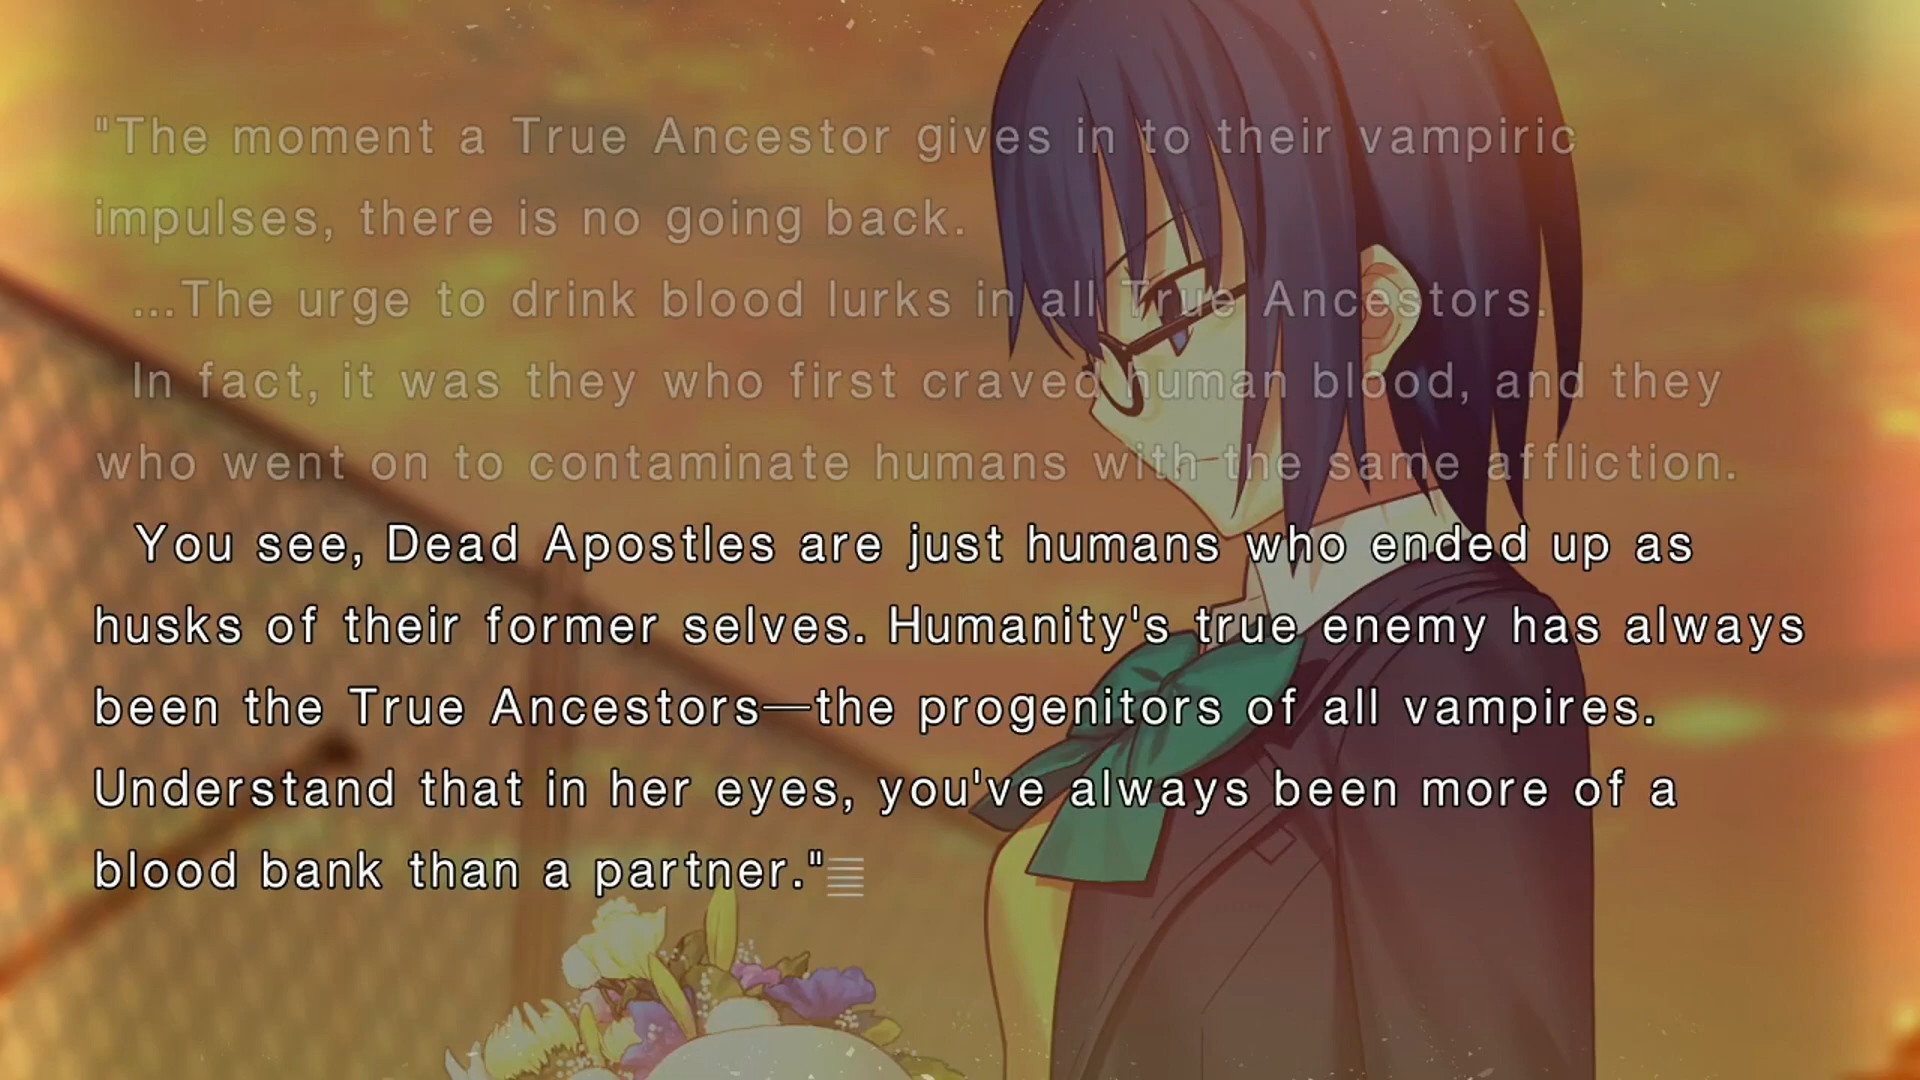 "The moment a True Ancestor gives in to their vampiric
impulses, there is no going back.
...The urge to drink blood lurks in all True Ancestors.
In fact, it was they who first craved human blood, and they
who went on to contaminate humans with the same affliction.
You see, Dead Apostles are just humans who ended up as
husks of their former selves. Humanity's true enemy has always
been the True Ancestors—the progenitors of all vampires.
Understand that in her eyes, you've always been more of a
blood bank than a partner."